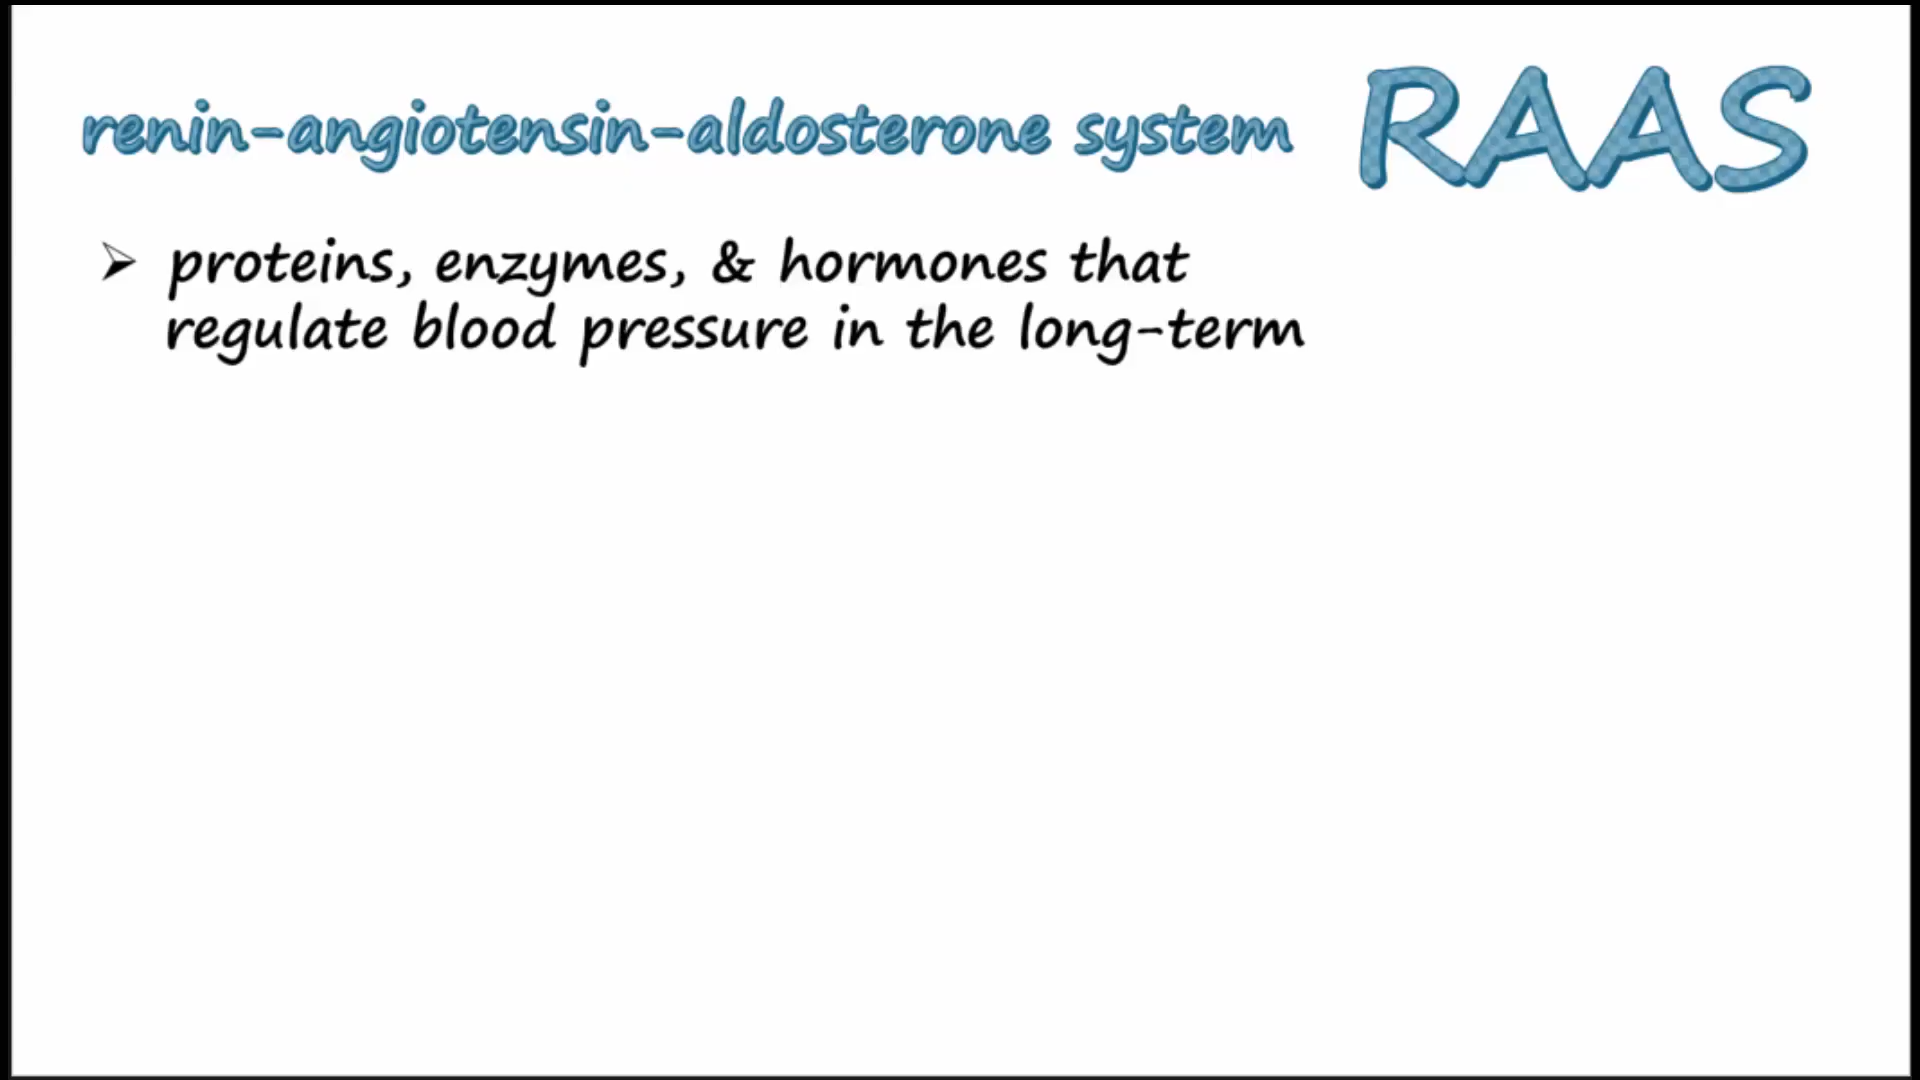 renin-angiotensin-aldosterone system RAAS
➢ proteins, enzymes, & hormones that
regulate blood pressure in the long-term